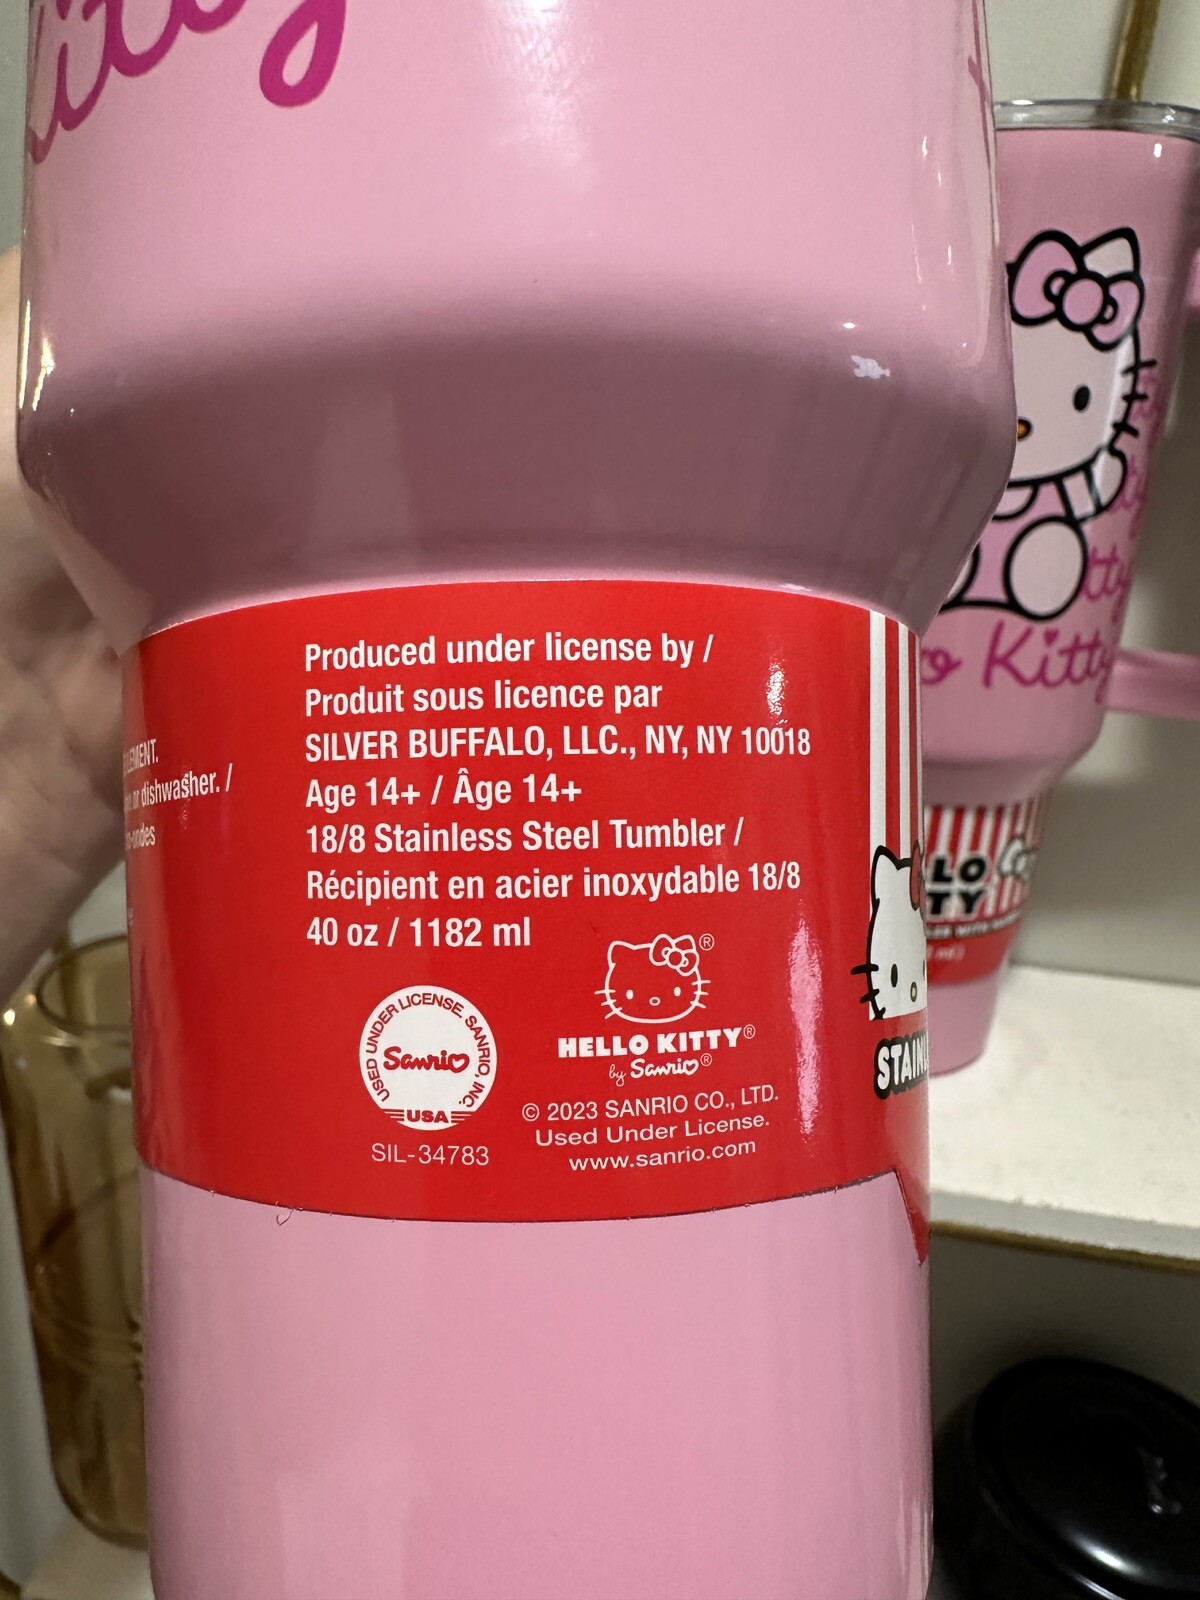 Produced under license by /
Produit sous licence par
SILVER BUFFALO, LLC., NY, NY 10018
Age 14+ / Âge 14+
18/8 Stainless Steel Tumbler /
Récipient en acier inoxydable 18/8
40 oz / 1182 ml
USED UNDER LICENSE SANRIO, INC.
Sanrio
USA
SIL-34783
®
HELLO KITTY®
by Sanrio®
© 2023 SANRIO CO., LTD.
Used Under License.
www.sanrio.com
or dishwasher. /
Kitty